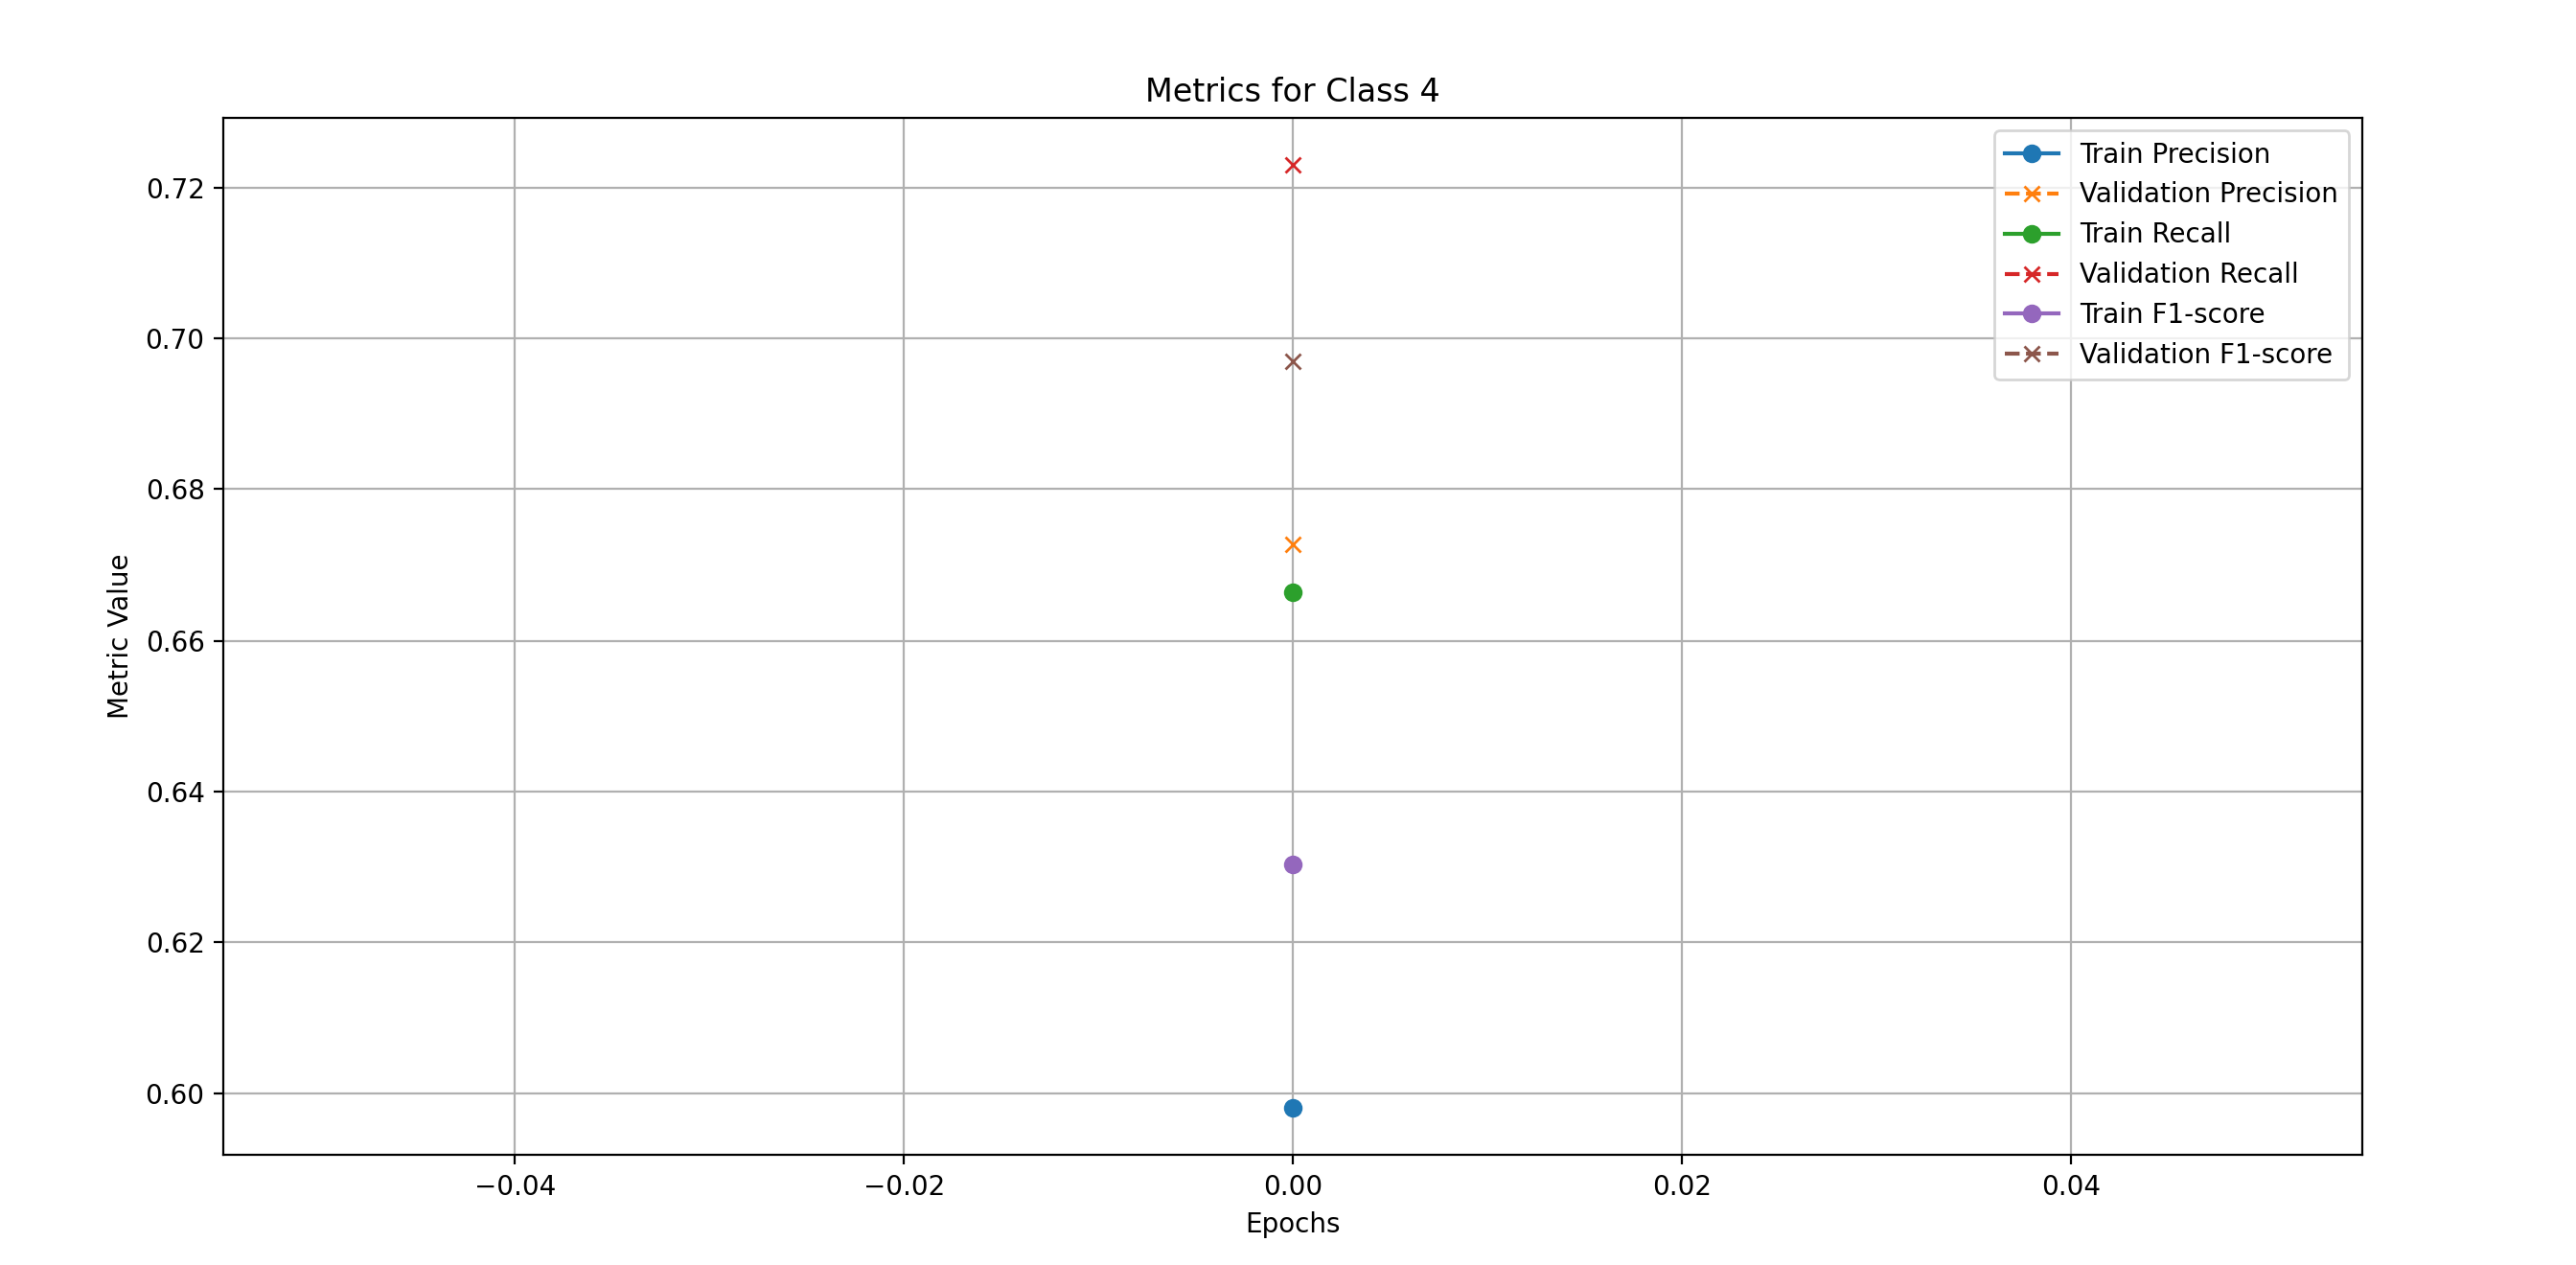 Metrics for Class 4
Train Precision
Validation Precision
Train Recall
Validation Recall
Train F1-score
Validation F1-score
0.72
0.70
0.68
0.66
0.64
0.62
0.60
Metric Value
−0.04
−0.02
0.00
0.02
0.04
Epochs